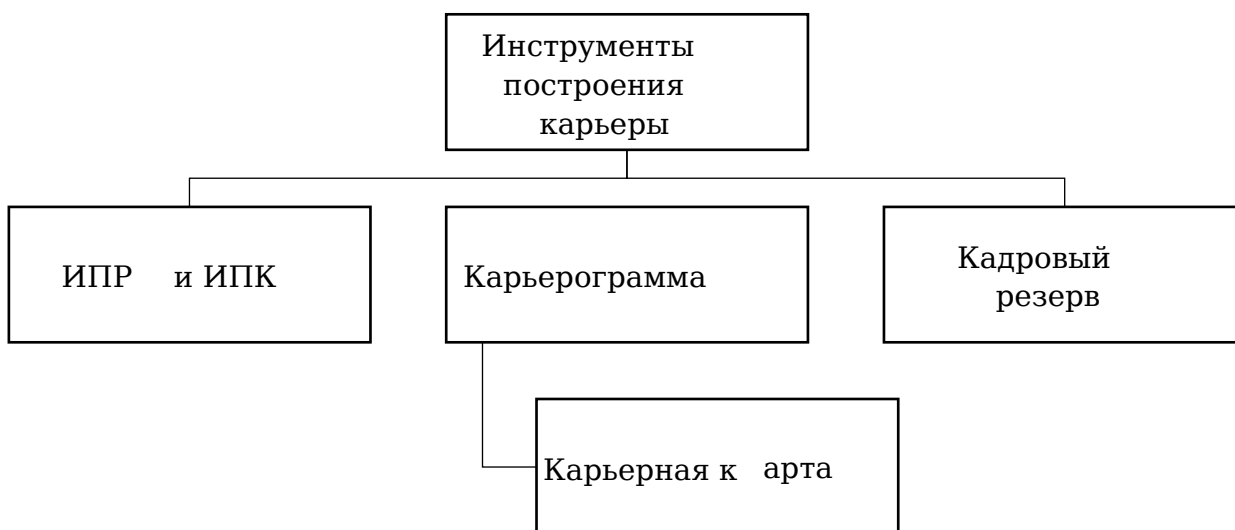 Инструменты
построения
карьеры
ИПР и ИПК
Карьерограмма
Кадровый
резерв
Карьерная к арта